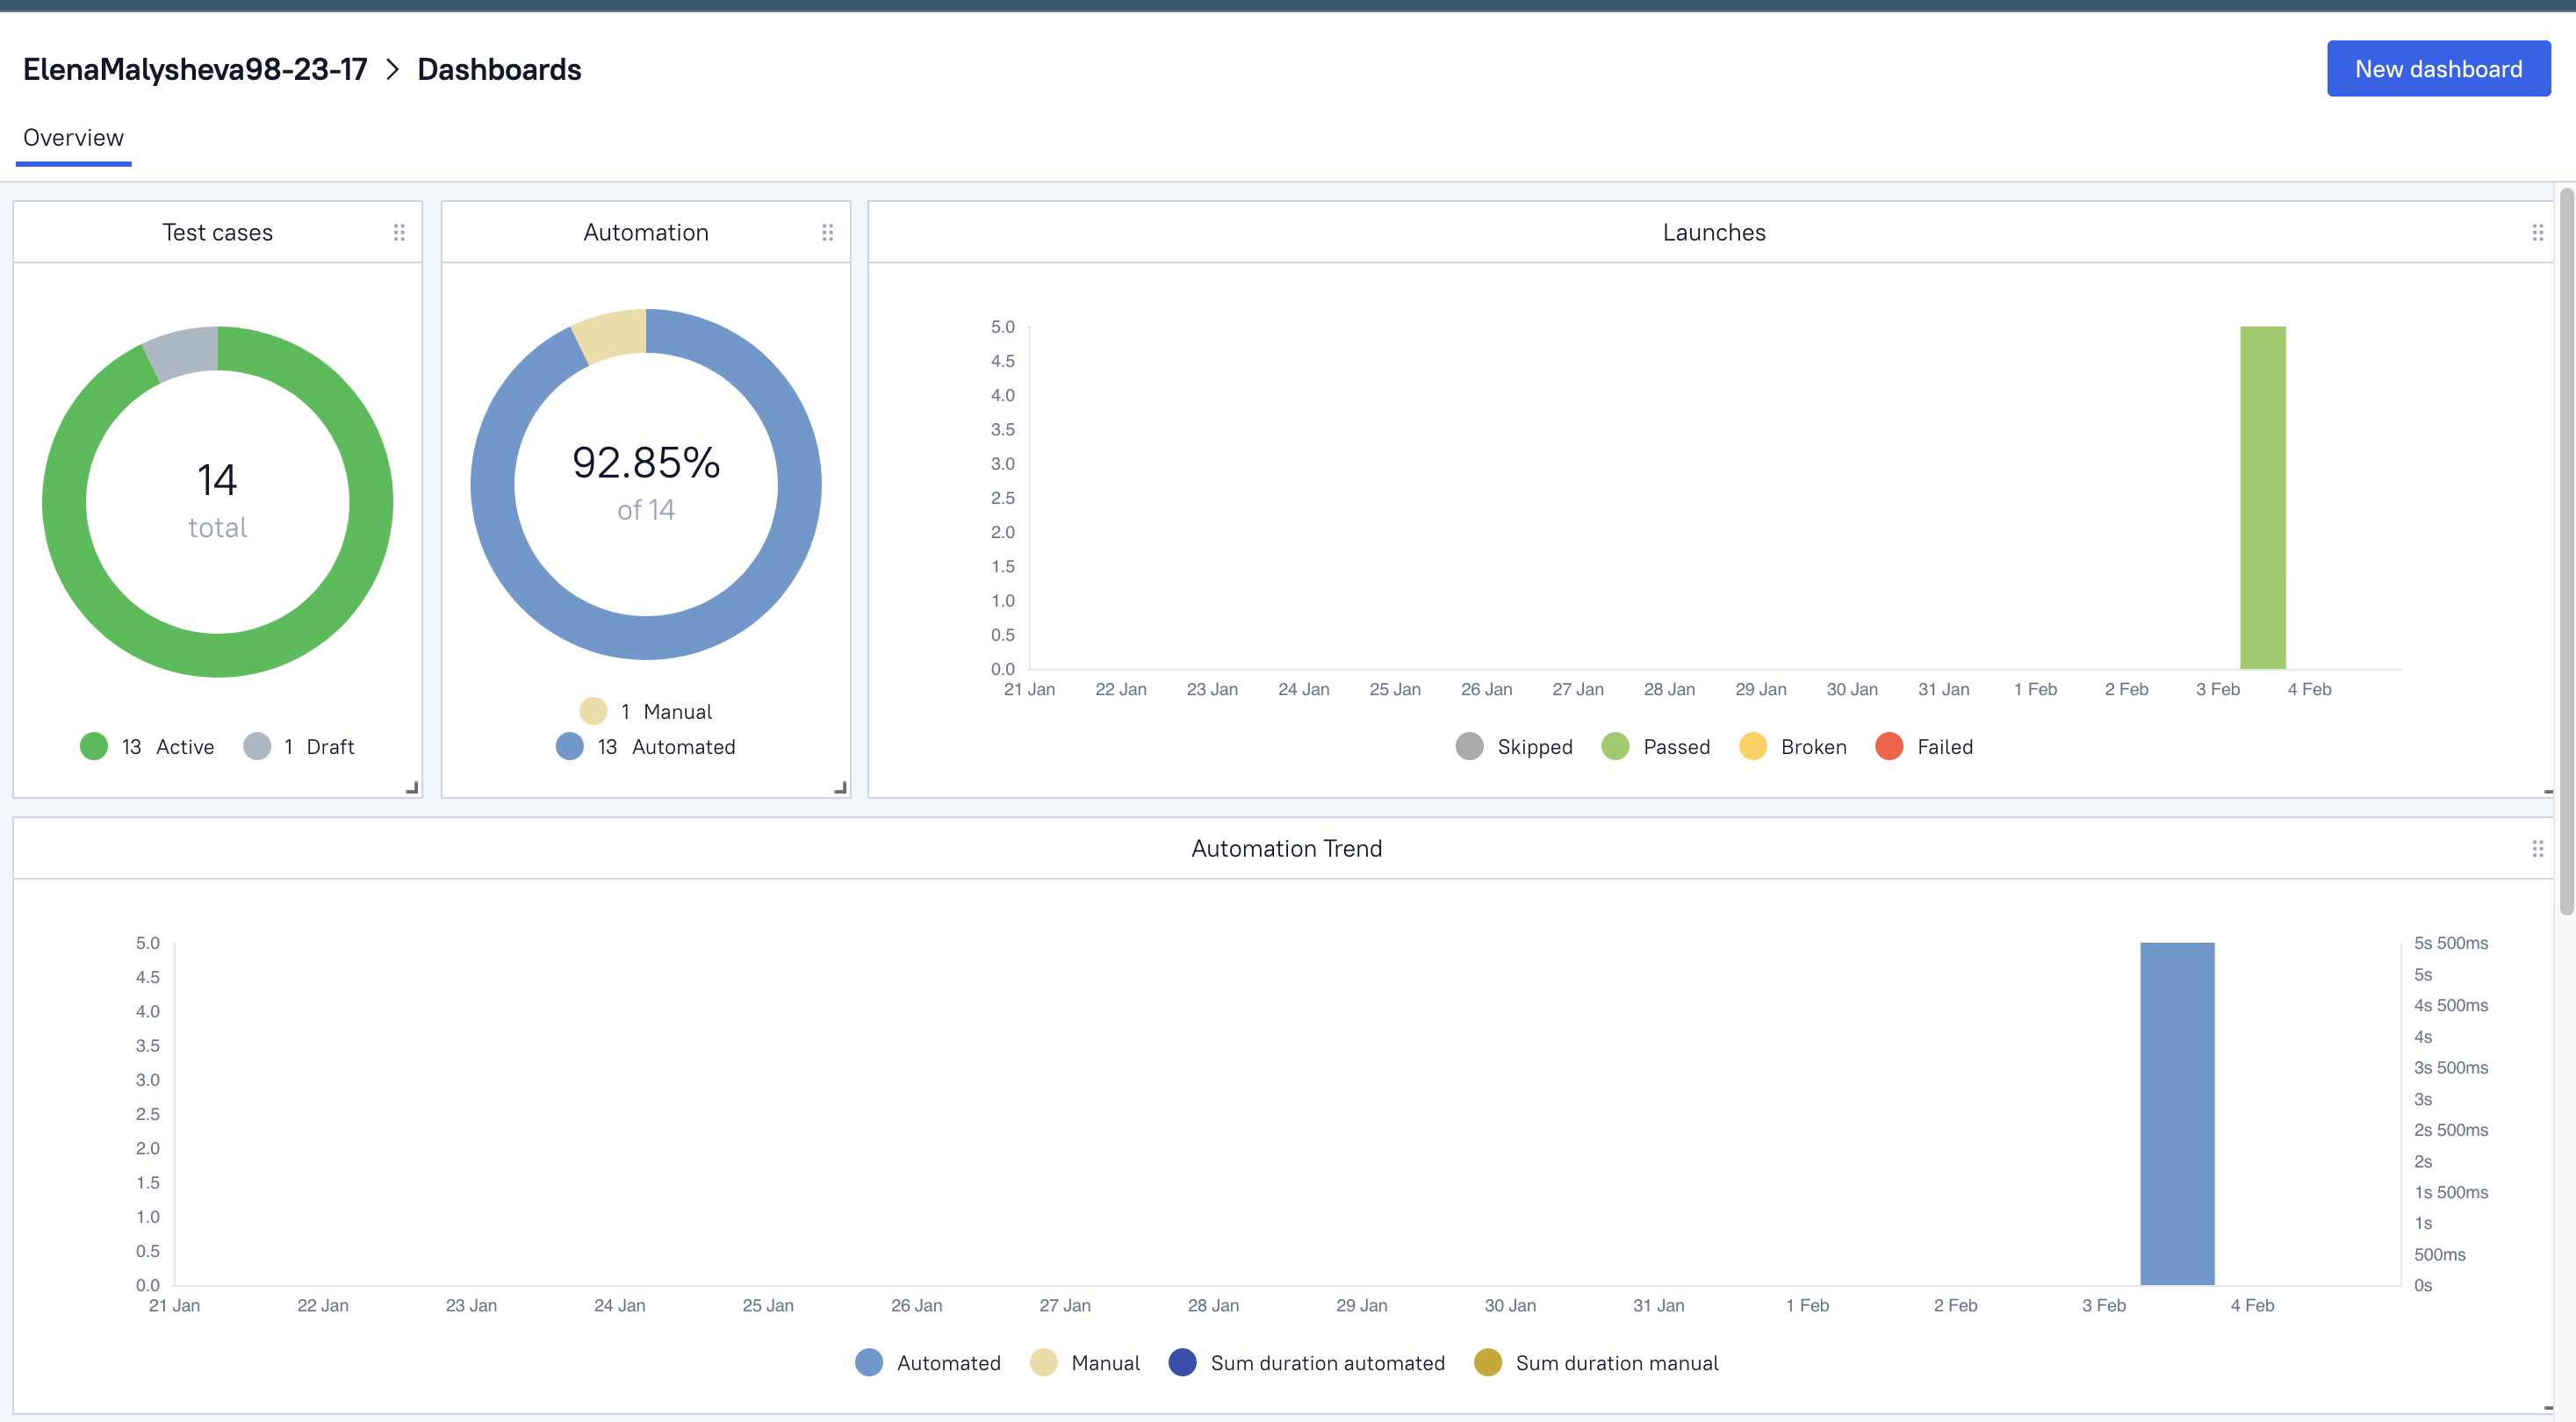 ElenaMalysheva98-23-17 > Dashboards
New dashboard
Overview
Test cases
14
total
13 Active 1 Draft
Automation
92.85%
of 14
1 Manual
13 Automated
Launches
5.0
4.5
4.0
3.5
3.0
2.5
2.0
1.5
1.0
0.5
0.0
21 Jan 22 Jan 23 Jan 24 Jan 25 Jan 26 Jan 27 Jan 28 Jan 29 Jan 30 Jan 31 Jan 1 Feb 2 Feb 3 Feb 4 Feb
Skipped Passed Broken Failed
Automation Trend
5.0
4.5
4.0
3.5
3.0
2.5
2.0
1.5
1.0
0.5
0.0
5s 500ms
5s
4s 500ms
4s
3s 500ms
3s
2s 500ms
2s
1s 500ms
1s
500ms
0s
21 Jan 22 Jan 23 Jan 24 Jan 25 Jan 26 Jan 27 Jan 28 Jan 29 Jan 30 Jan 31 Jan 1 Feb 2 Feb 3 Feb 4 Feb
Automated Manual Sum duration automated Sum duration manual